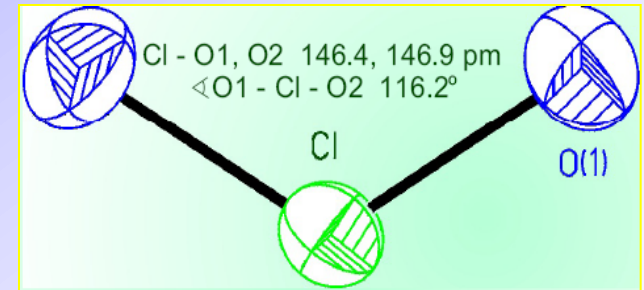 Cl - O1, O2 146.4, 146.9 pm
∢O1 - Cl - O2 116.2º
Cl
O(1)